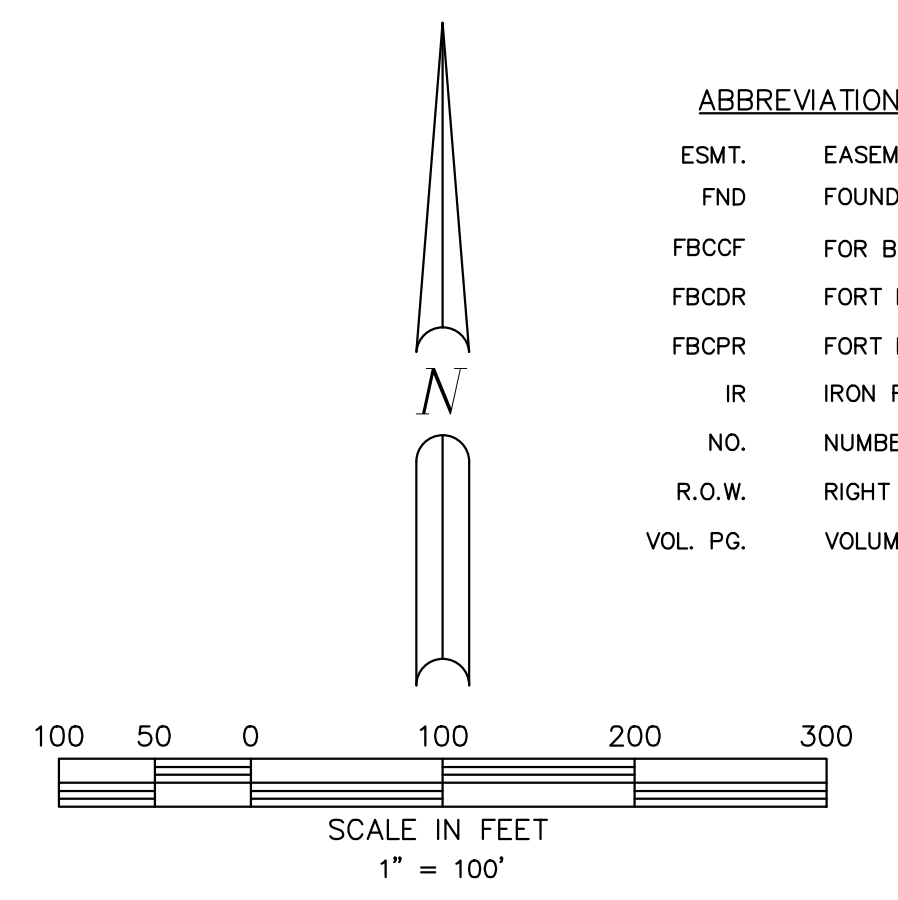 ABBREVIATION
ESMT. EASEM
FND FOUND
FBCCF FOR B
FBCDR FORT
FBCPR FORT
IR IRON
NO. NUMBE
R.O.W. RIGHT
VOL. PG. VOLUM
N
100 50 0 100 200 300
SCALE IN FEET
1" = 100'